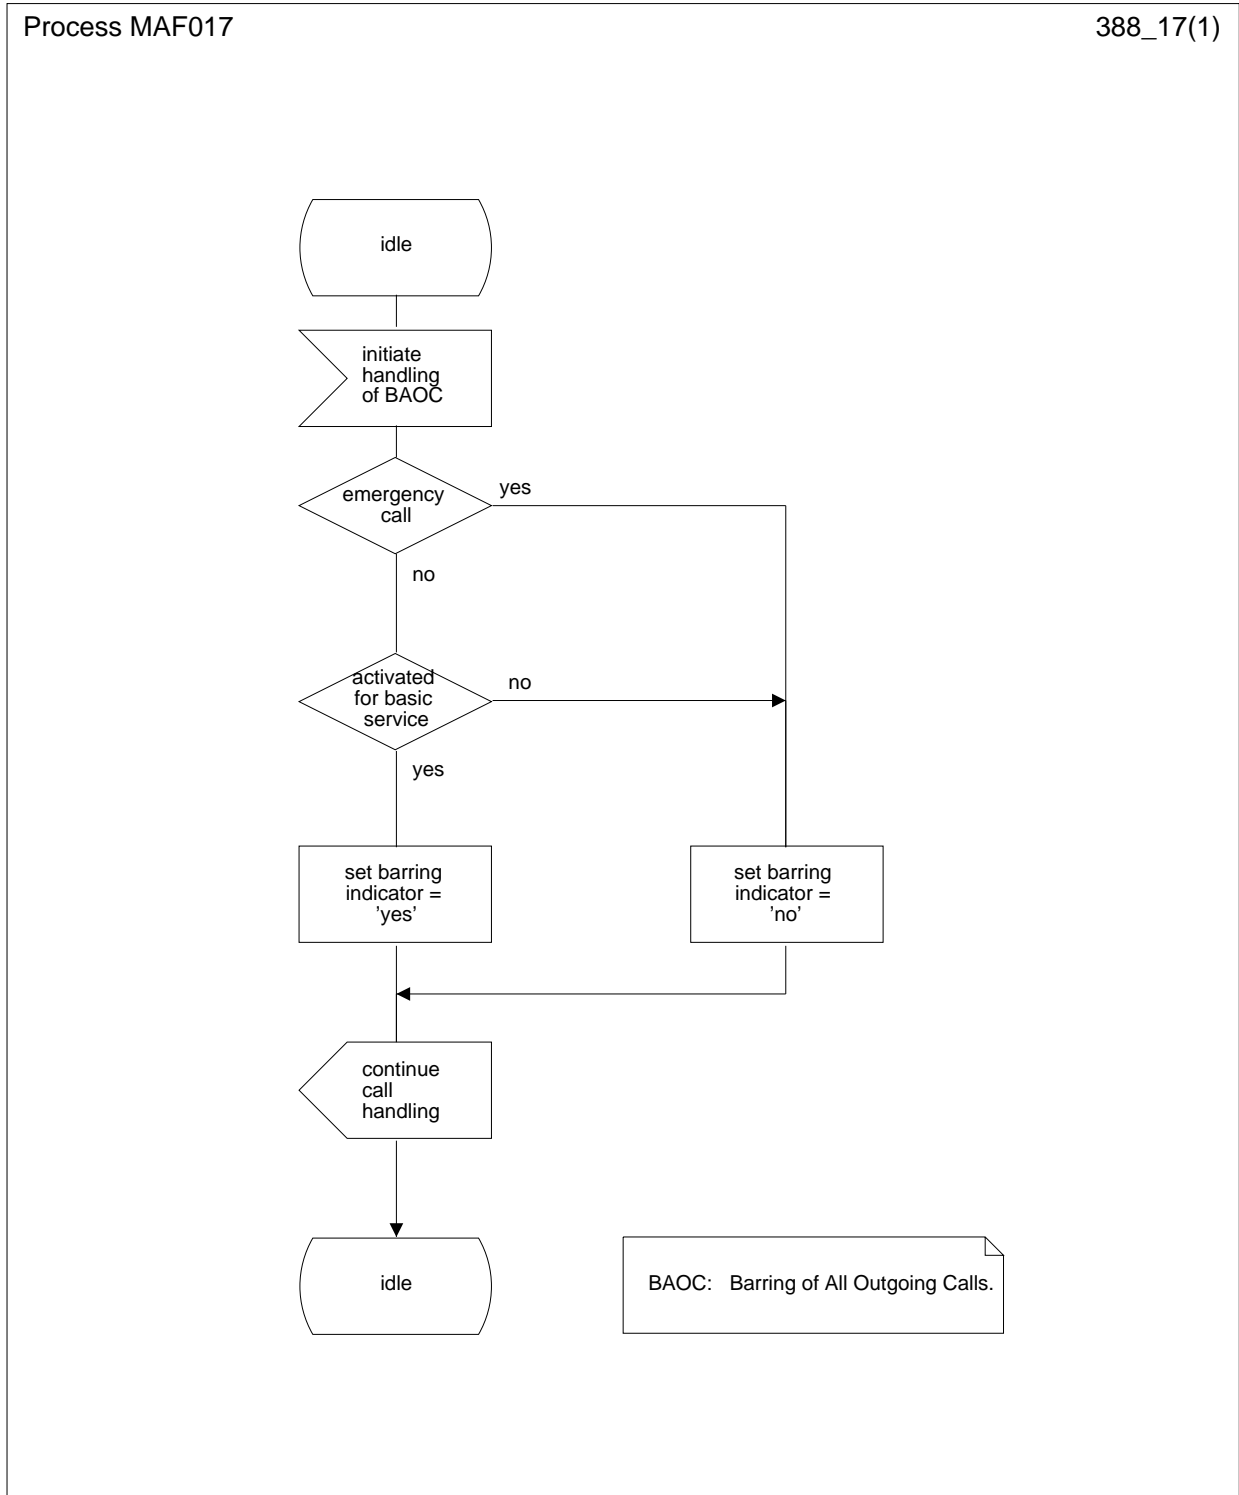 Process MAF017
388_17(1)
idle
initiate
handling
of BAOC
emergency
call
yes
no
activated
for basic
service
no
yes
set barring
indicator =
'yes'
set barring
indicator =
'no'
continue
call
handling
idle
BAOC: Barring of All Outgoing Calls.